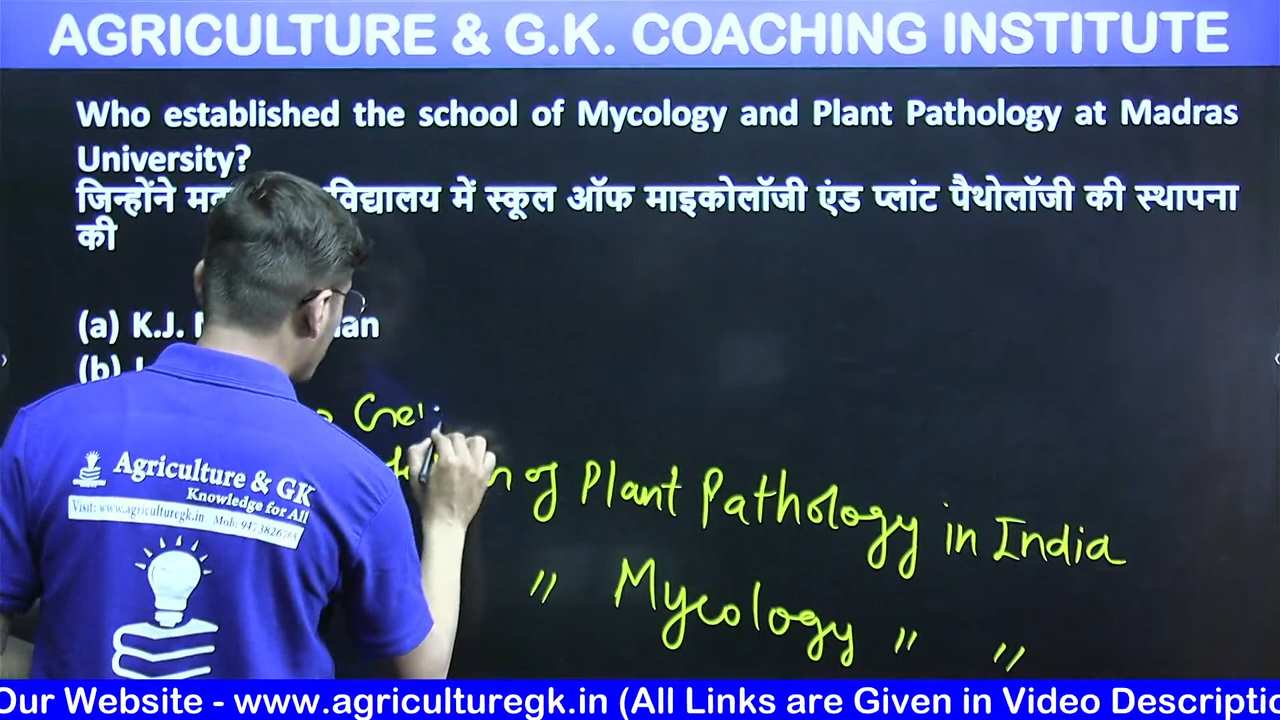 AGRICULTURE & G.K. COACHING INSTITUTE
Who established the school of Mycology and Plant Pathology at Madras
University?
जिन्होंने विद्यालय में स्कूल ऑफ माइकोलॉजी एंड प्लांट पैथोलॉजी की स्थापना
की
(a) K.J.
(b)
of Plant Pathology in India
〃 Mycology 〃 〃
Agriculture & GK
Knowledge for All
Visit: www.agriculturegk.in Mob:
Our Website - www.agriculturegk.in (All Links are Given in Video